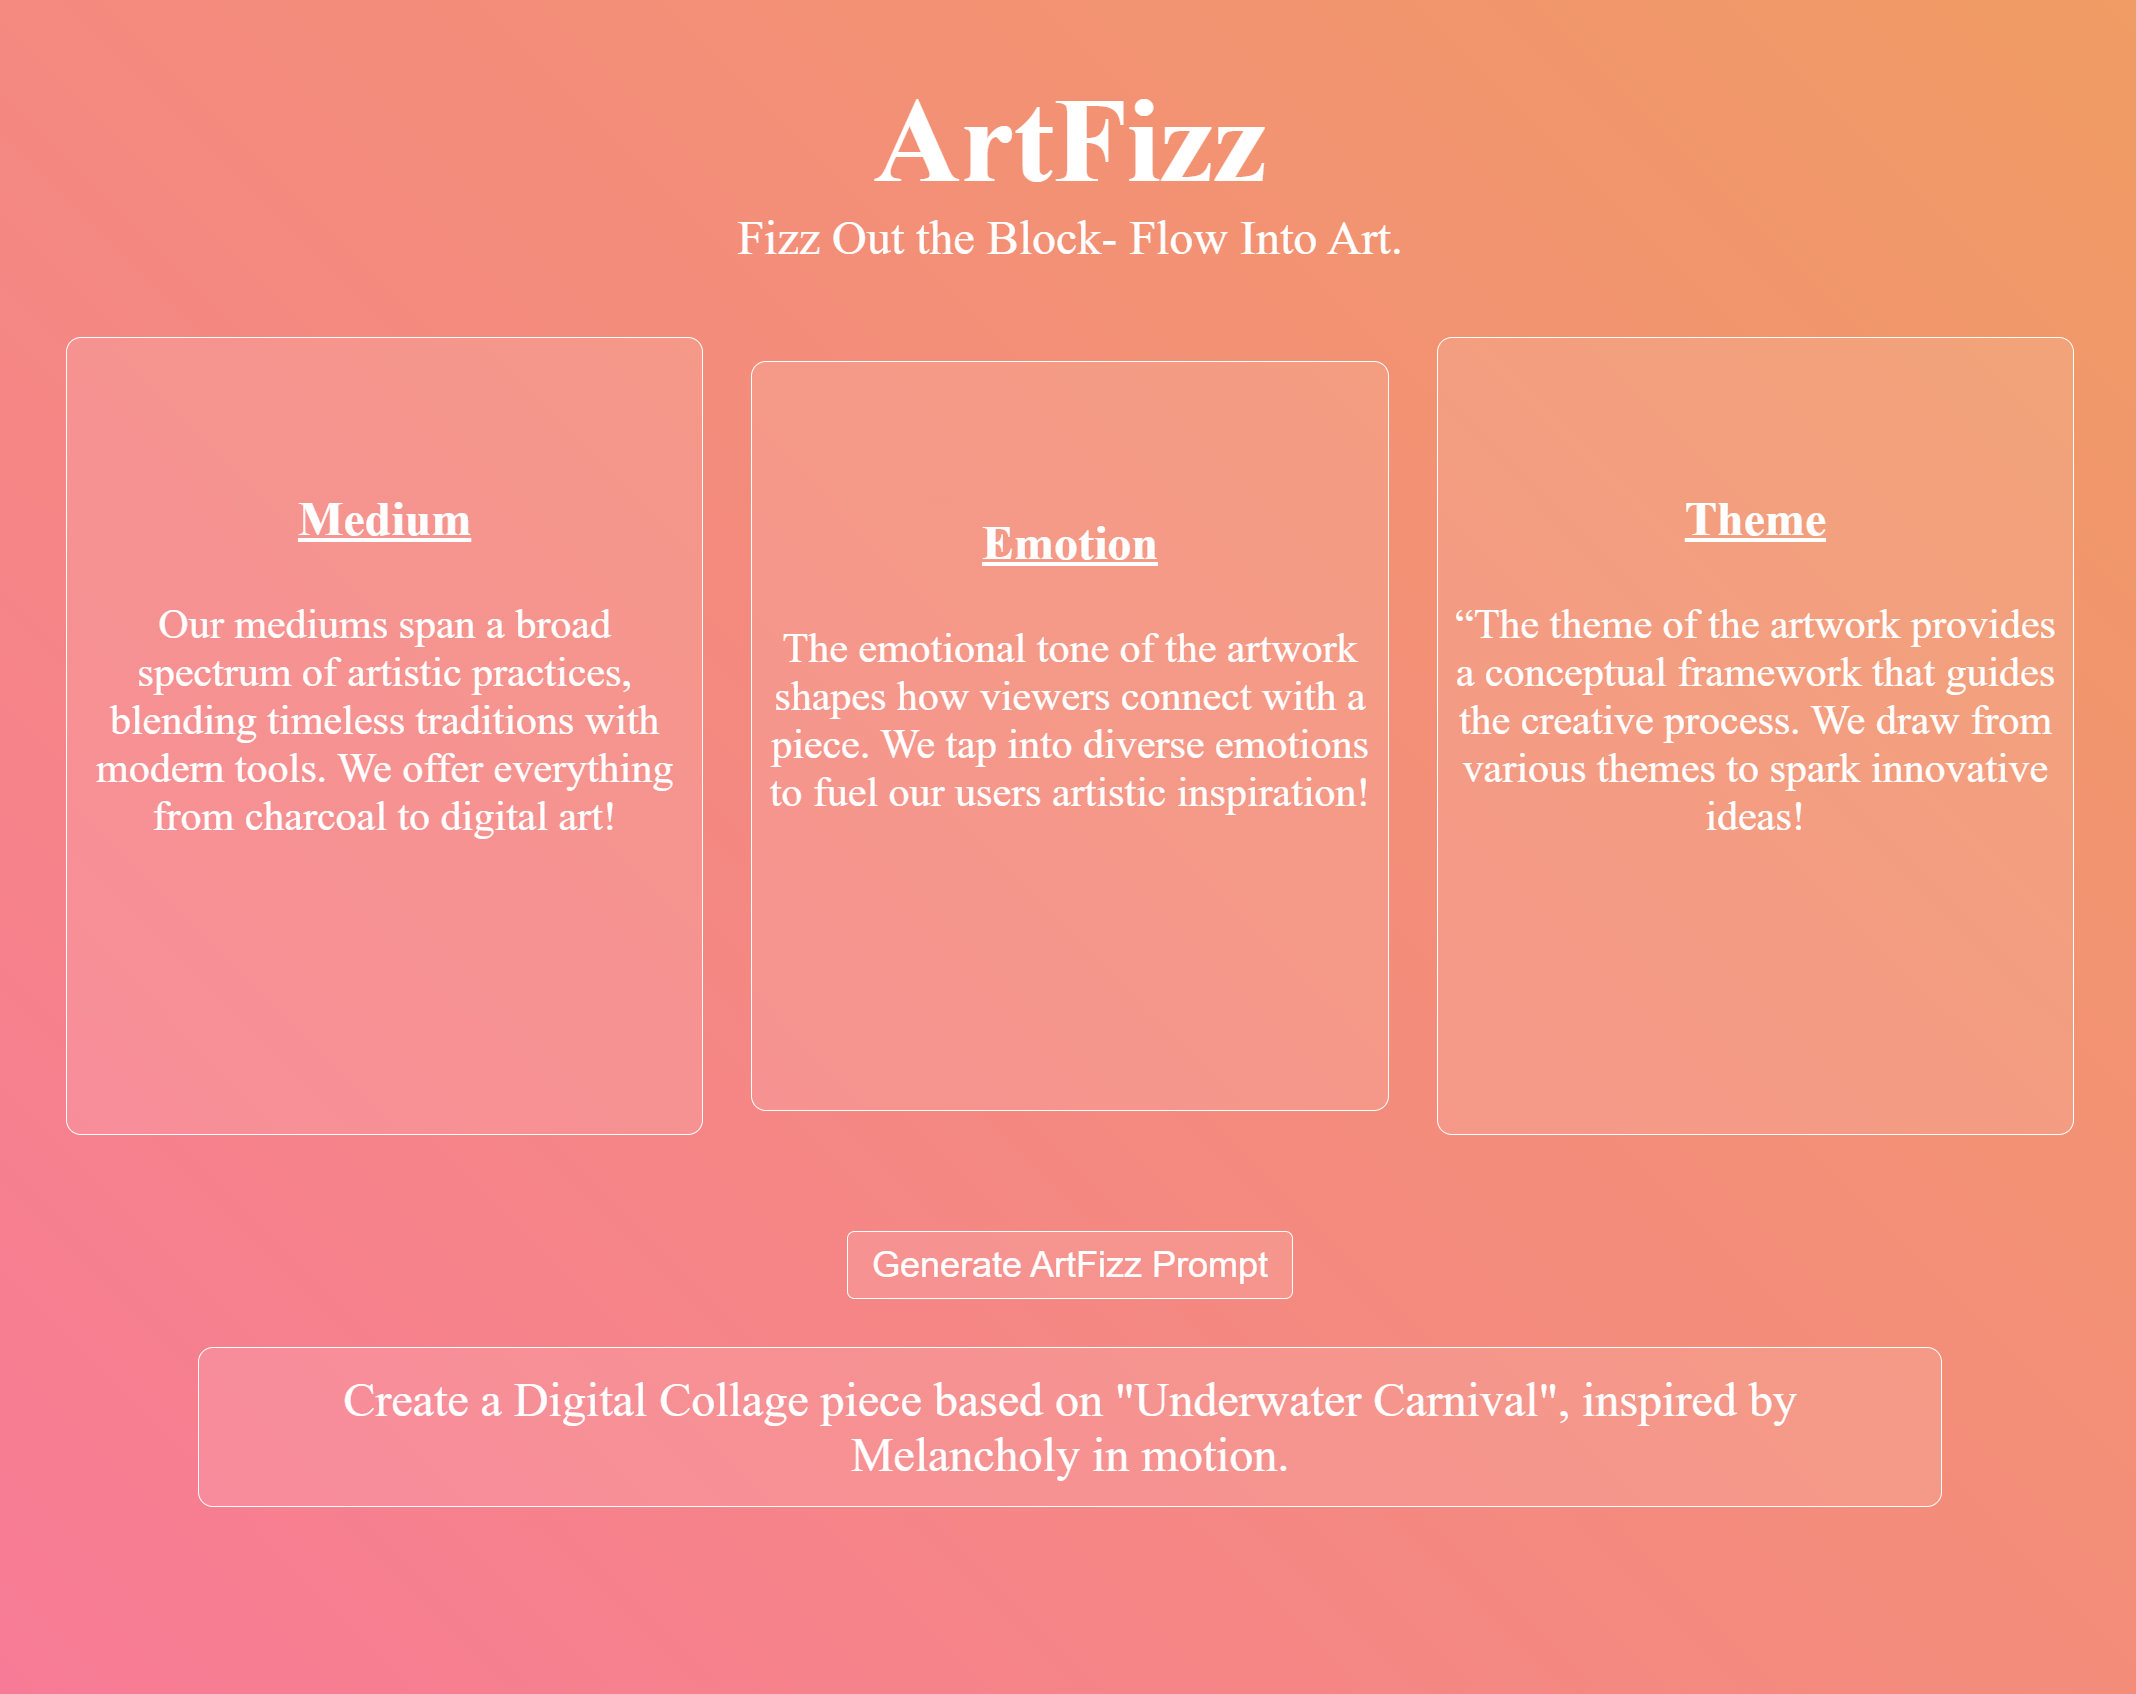 ArtFizz
Fizz Out the Block- Flow Into Art.
Medium
Our mediums span a broad
spectrum of artistic practices,
blending timeless traditions with
modern tools. We offer everything
from charcoal to digital art!
Emotion
The emotional tone of the artwork
shapes how viewers connect with a
piece. We tap into diverse emotions
to fuel our users artistic inspiration!
Theme
“The theme of the artwork provides
a conceptual framework that guides
the creative process. We draw from
various themes to spark innovative
ideas!
Generate ArtFizz Prompt
Create a Digital Collage piece based on "Underwater Carnival", inspired by
Melancholy in motion.